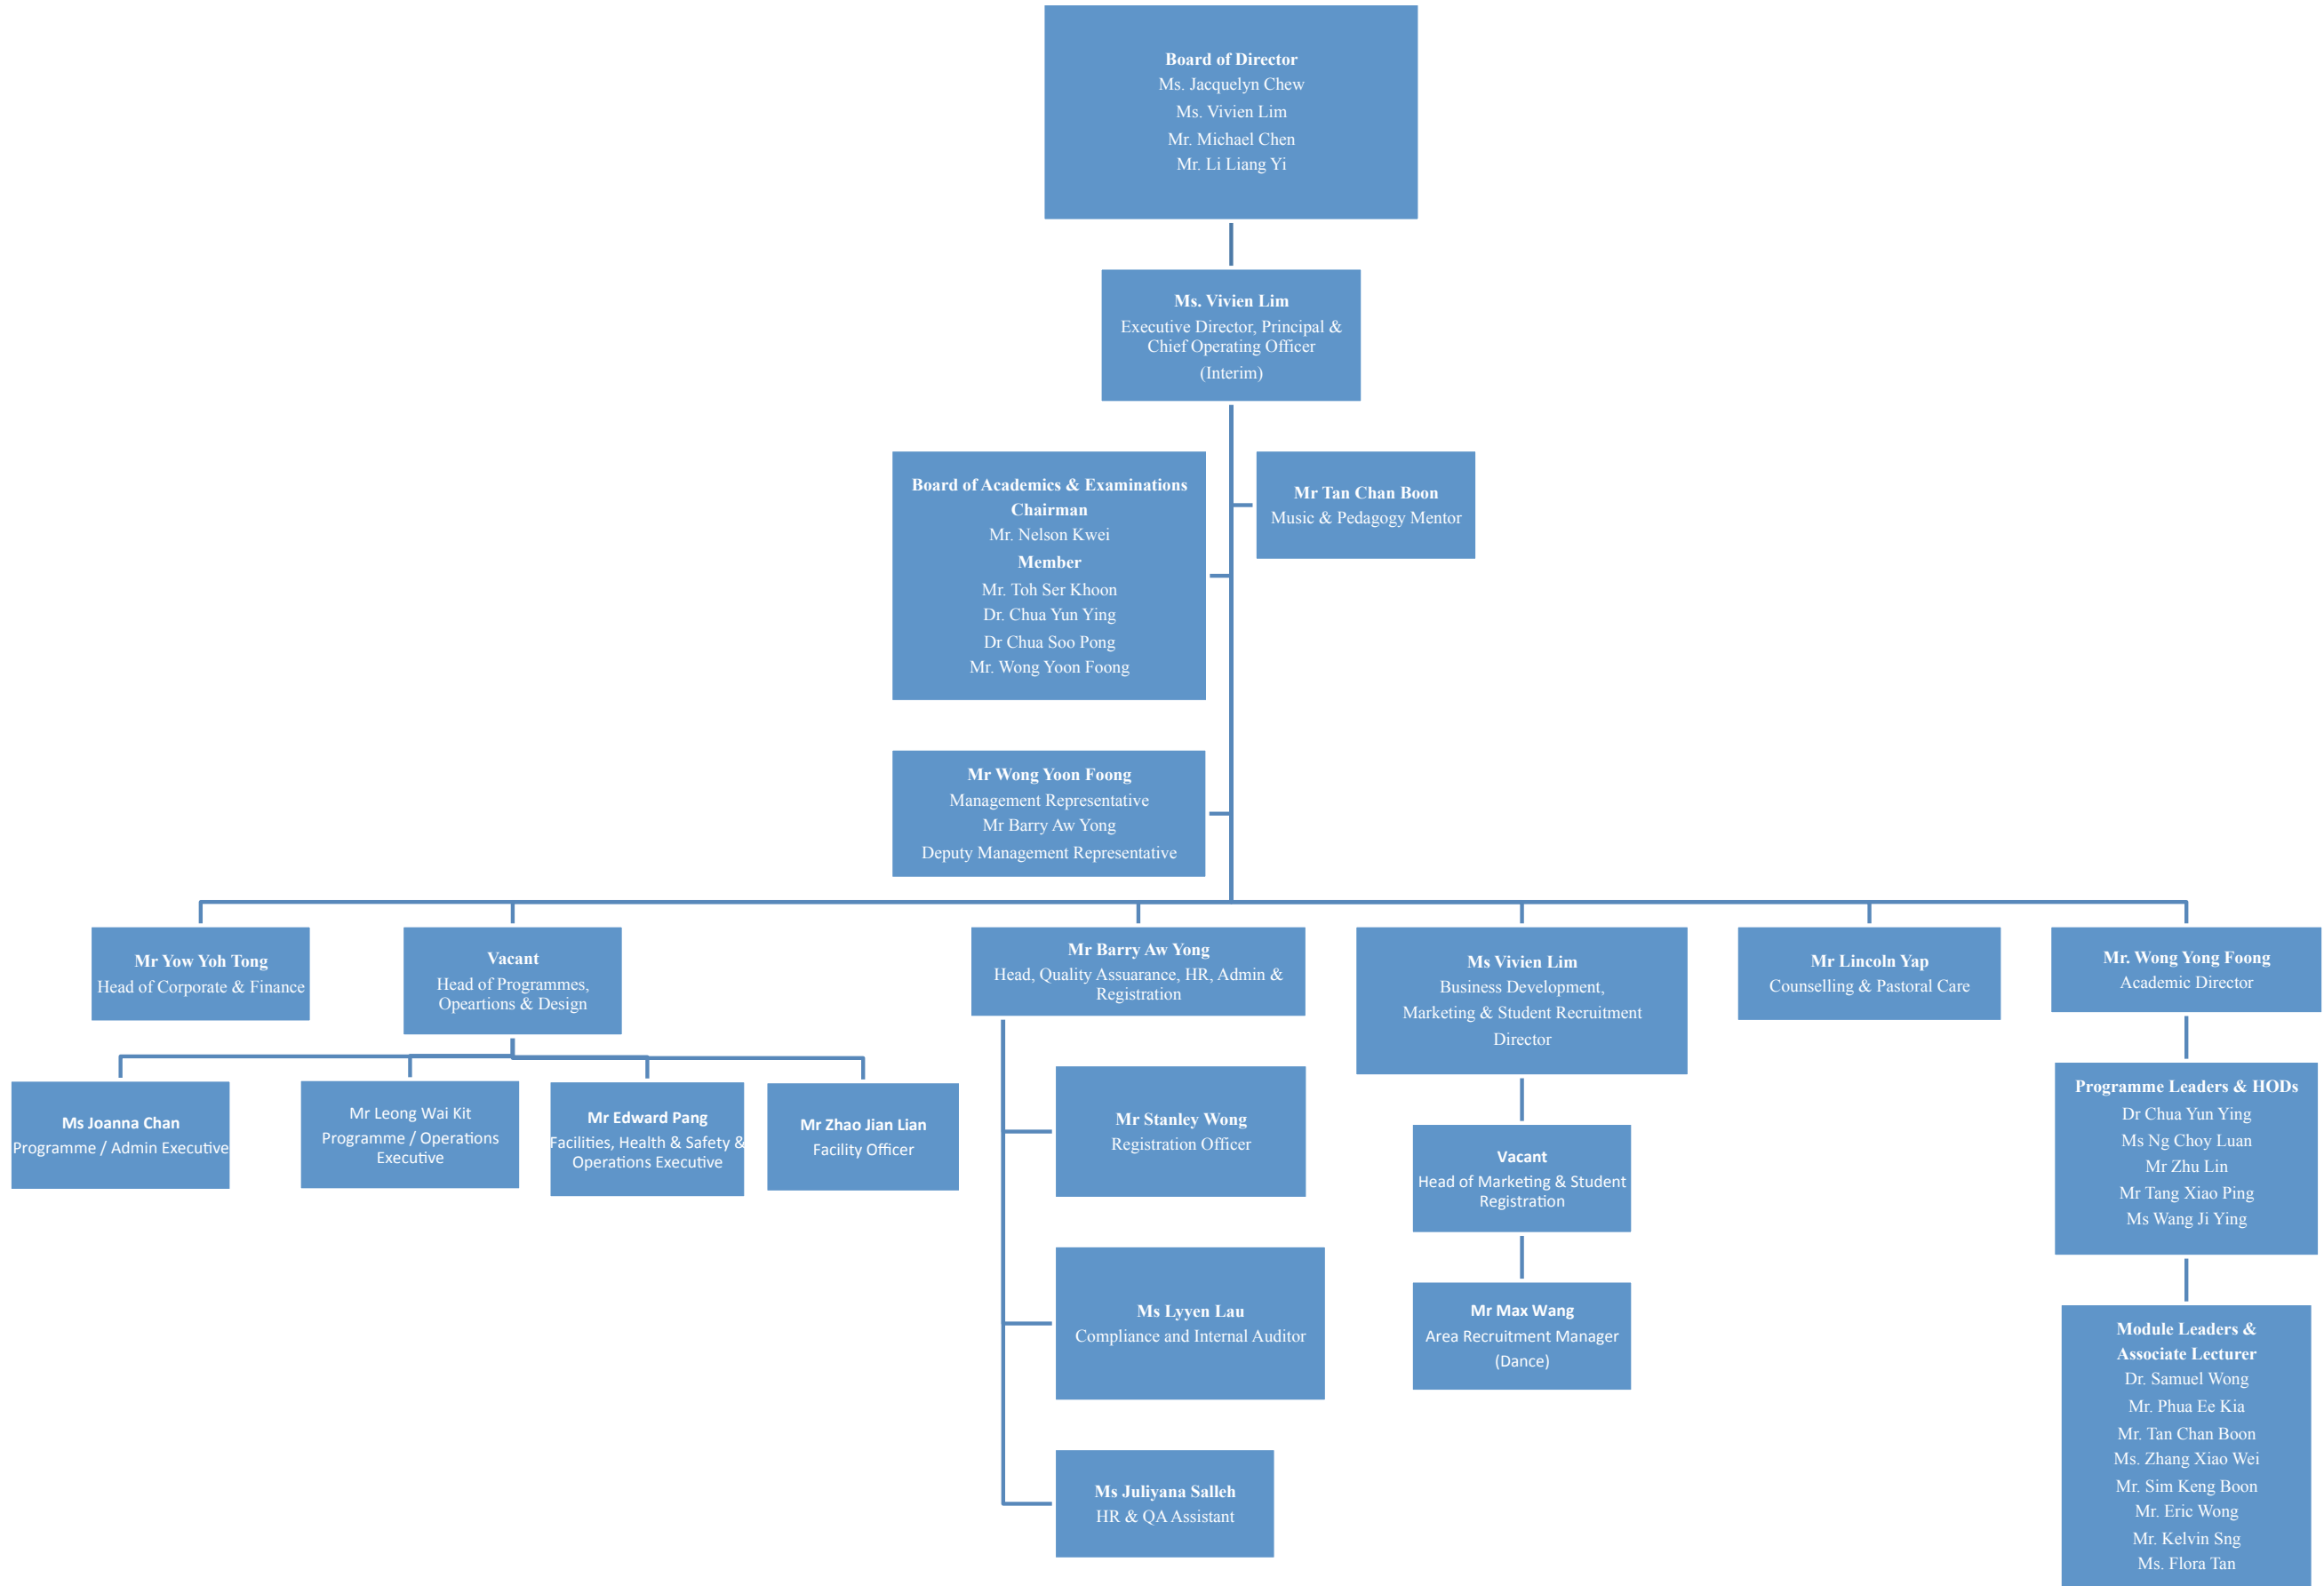 Board of Director
Ms. Jacquelyn Chew
Ms. Vivien Lim
Mr. Michael Chen
Mr. Li Liang Yi
Ms. Vivien Lim
Executive Director, Principal &
Chief Operating Officer
(Interim)
Board of Academics & Examinations
Chairman
Mr. Nelson Kwei
Member
Mr. Toh Ser Khoon
Dr. Chua Yun Ying
Dr Chua Soo Pong
Mr. Wong Yoon Foong
Mr Tan Chan Boon
Music & Pedagogy Mentor
Mr Wong Yoon Foong
Management Representative
Mr Barry Aw Yong
Deputy Management Representative
Mr Yow Yoh Tong
Head of Corporate & Finance
Vacant
Head of Programmes,
Opeartions & Design
Mr Barry Aw Yong
Head, Quality Assuarance, HR, Admin &
Registration
Ms Vivien Lim
Business Development,
Marketing & Student Recruitment
Director
Mr Lincoln Yap
Counselling & Pastoral Care
Mr. Wong Yong Foong
Academic Director
Ms Joanna Chan
Programme / Admin Executive
Mr Leong Wai Kit
Programme / Operations
Executive
Mr Edward Pang
Facilities, Health & Safety &
Operations Executive
Mr Zhao Jian Lian
Facility Officer
Mr Stanley Wong
Registration Officer
Ms Lyyen Lau
Compliance and Internal Auditor
Ms Juliyana Salleh
HR & QA Assistant
Vacant
Head of Marketing & Student
Registration
Mr Max Wang
Area Recruitment Manager
(Dance)
Programme Leaders & HODs
Dr Chua Yun Ying
Ms Ng Choy Luan
Mr Zhu Lin
Mr Tang Xiao Ping
Ms Wang Ji Ying
Module Leaders &
Associate Lecturer
Dr. Samuel Wong
Mr. Phua Ee Kia
Mr. Tan Chan Boon
Ms. Zhang Xiao Wei
Mr. Sim Keng Boon
Mr. Eric Wong
Mr. Kelvin Sng
Ms. Flora Tan